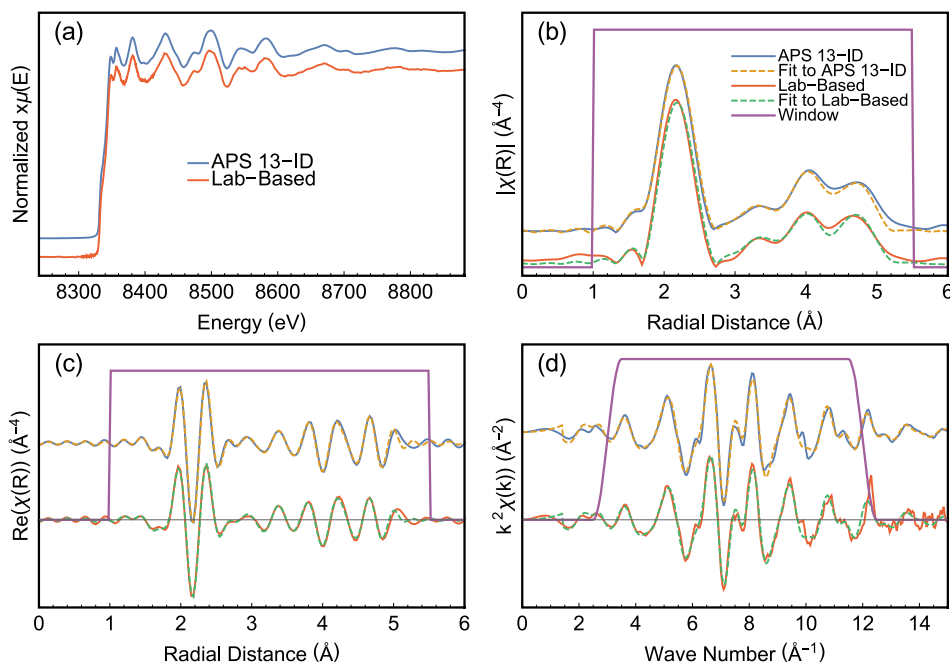 (a)
Normalized xμ(E)
APS 13−ID
Lab−Based
8300 8400 8500 8600 8700 8800
Energy (eV)
(b)
|χ(R)| (Å−4)
APS 13−ID
Fit to APS 13−ID
Lab−Based
Fit to Lab−Based
Window
0 1 2 3 4 5 6
Radial Distance (Å)
(c)
Re(χ(R)) (Å−4)
0 1 2 3 4 5 6
Radial Distance (Å)
(d)
k 2 χ(k)) (Å−2)
0 2 4 6 8 10 12 14
Wave Number (Å−1)